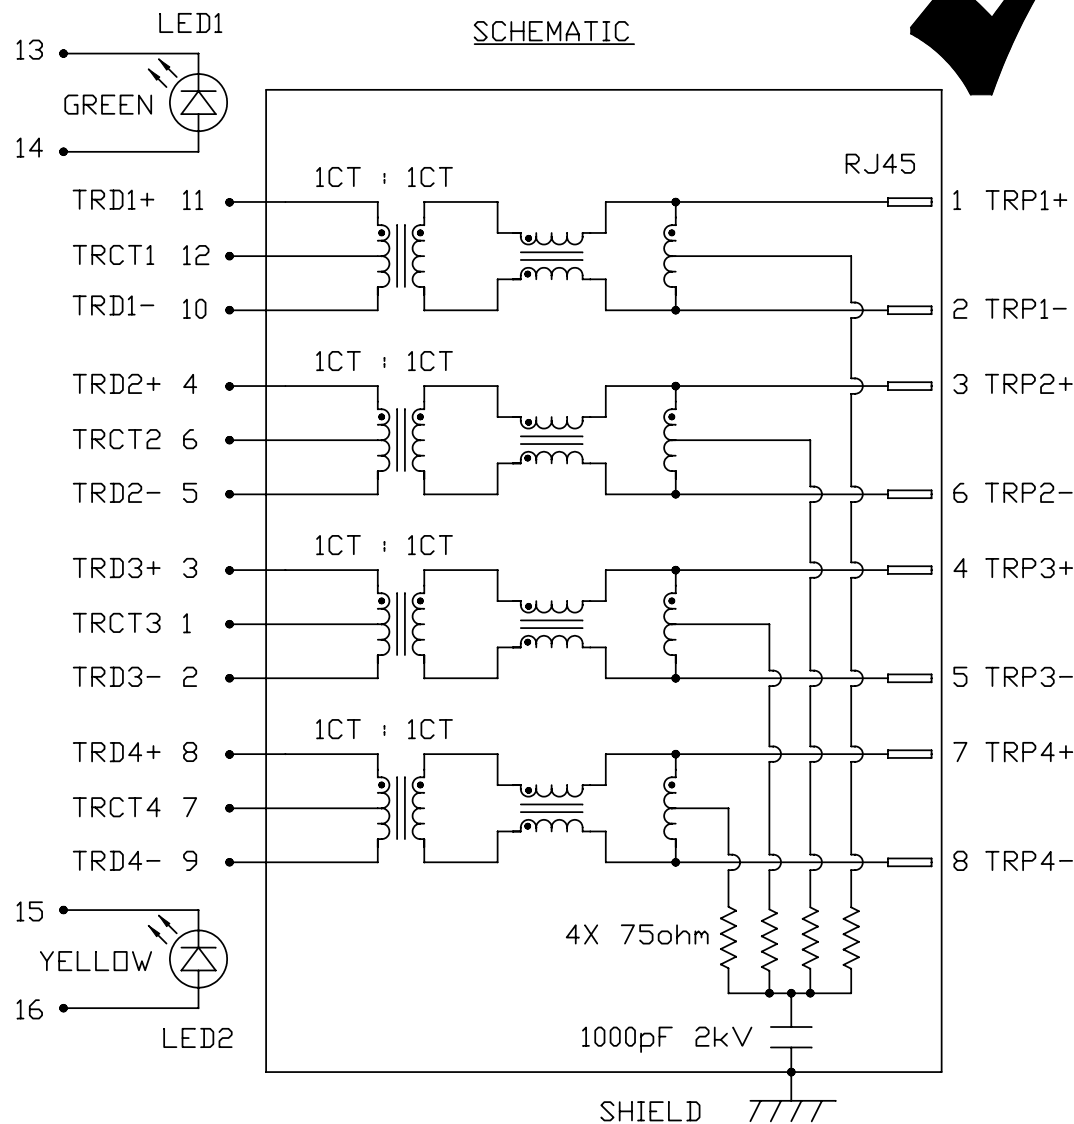 LED1
SCHEMATIC
13
GREEN
14
RJ45
1CT : 1CT
TRD1+ 11
1 TRP1+
TRCT1 12
TRD1- 10
2 TRP1-
1CT : 1CT
TRD2+ 4
3 TRP2+
TRCT2 6
TRD2- 5
6 TRP2-
1CT : 1CT
TRD3+ 3
4 TRP3+
TRCT3 1
TRD3- 2
5 TRP3-
1CT : 1CT
TRD4+ 8
7 TRP4+
TRCT4 7
TRD4- 9
8 TRP4-
15
YELLOW
16
LED2
4X 75ohm
1000pF 2kV
SHIELD